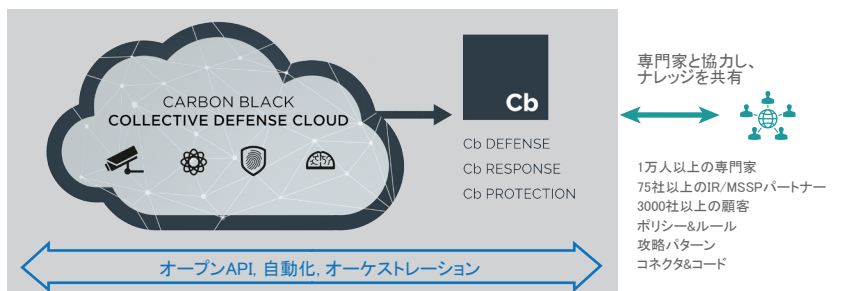 CARBON BLACK
COLLECTIVE DEFENSE CLOUD
Cb
Cb DEFENSE
Cb RESPONSE
Cb PROTECTION
オープンAPI, 自動化, オーケストレーション
専門家と協力し、
ナレッジを共有
1万人以上の専門家
75社以上のIR/MSSPパートナー
3000社以上の顧客
ポリシー&ルール
攻略パターン
コネクタ&コード